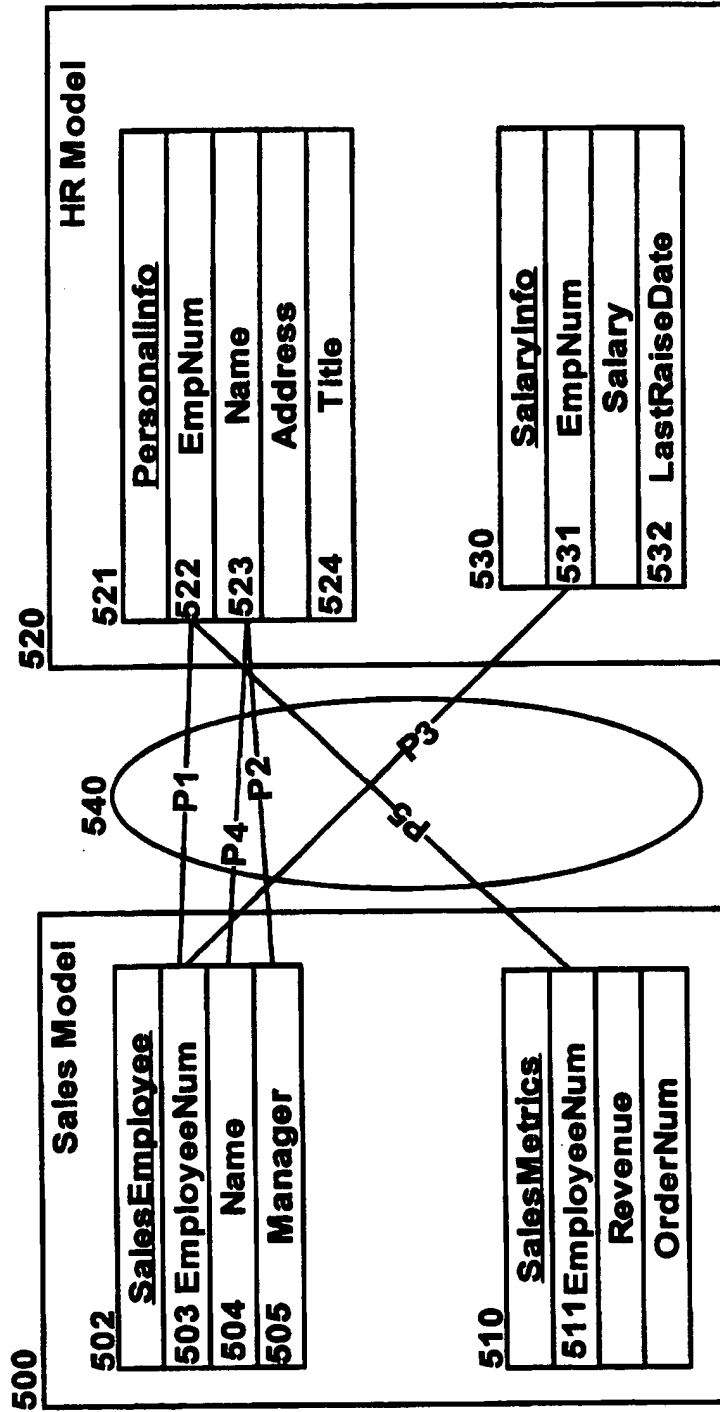 500
Sales Model
502
SalesEmployee
503 EmployeeNum
504 Name
505 Manager
510
SalesMetrics
511 EmployeeNum
Revenue
OrderNum
540
P1
P4
P2
P3
P5
520
HR Model
521
PersonalInfo
522 EmpNum
523 Name
Address
524 Title
530
SalaryInfo
531 EmpNum
Salary
532 LastRaiseDate